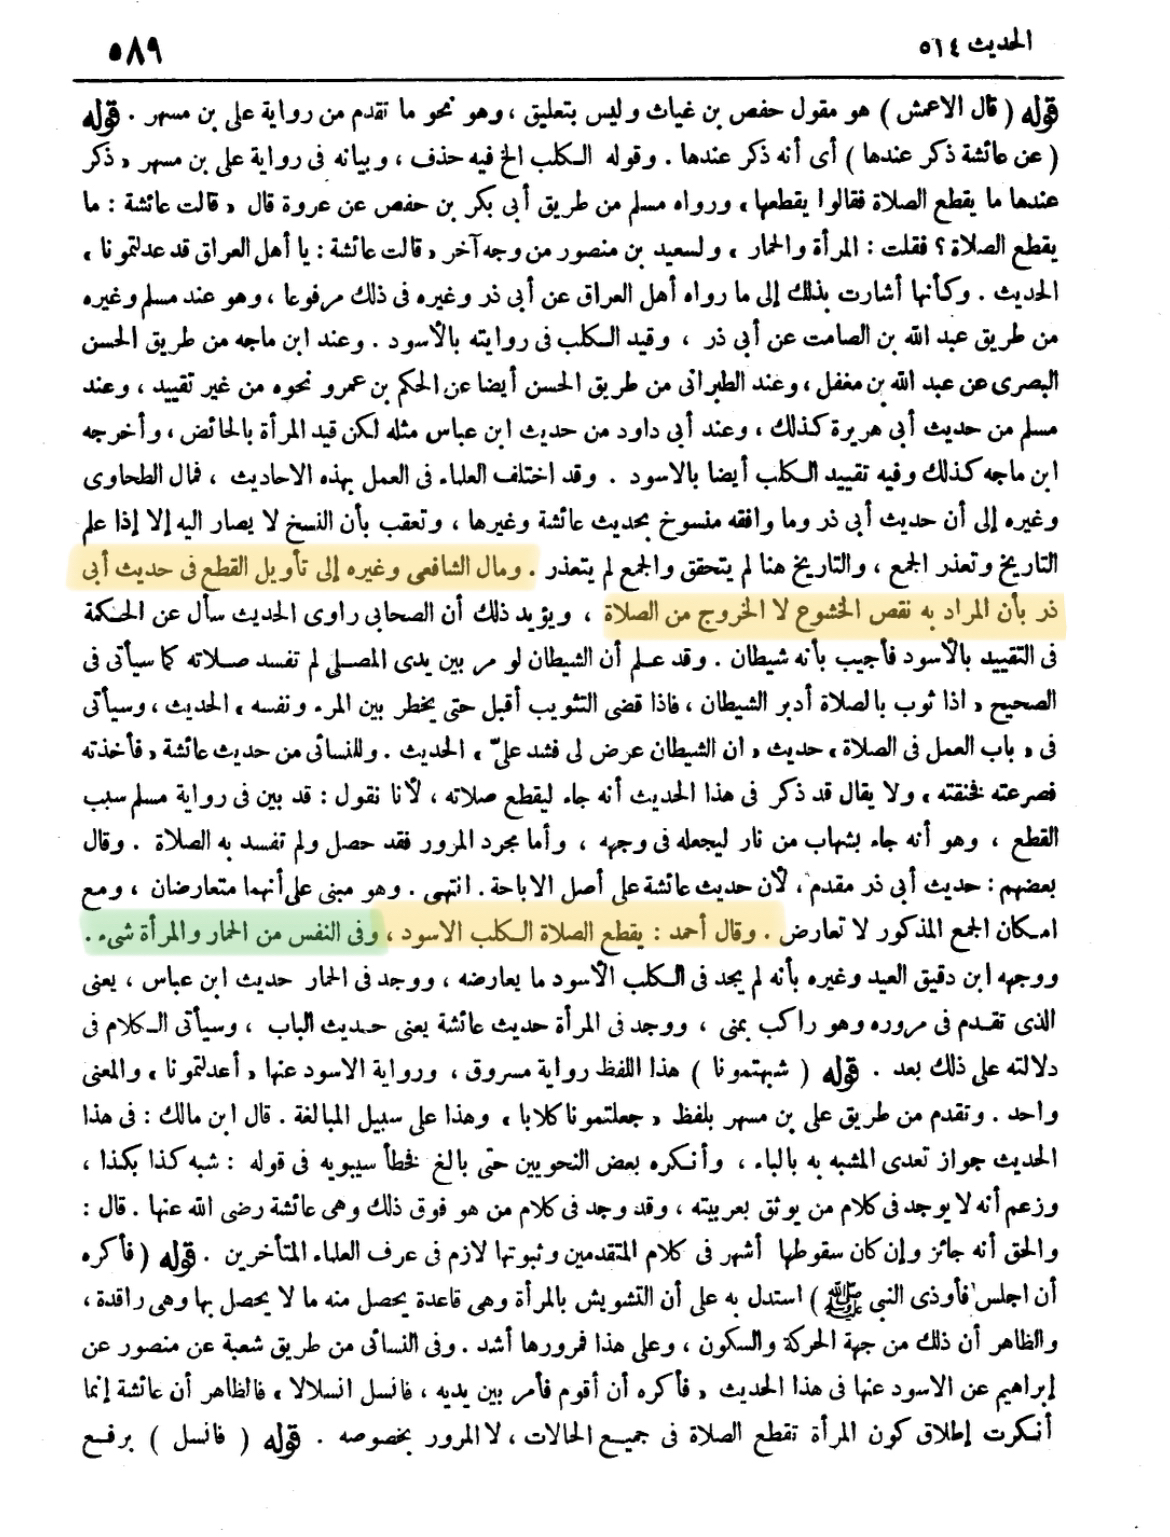 الحديث ٥١٤
٥٨٩
قوله ( قال الاعمش ) هو مقول حفص بن غياث وليس بتعليق ، وهو نحو ما تقدم من رواية على بن مسهر . قوله
( عن عائشة ذكر عندها ) أى أنه ذكر عندها . وقوله الكلب الخ فيه حذف ، وبيانه فى رواية على بن مسهر « ذكر
عندها ما يقطع الصلاة فقالوا يقطعها » ورواه مسلم من طريق أبى بكر بن حفص عن عروة قال « قالت عائشة : ما
يقطع الصلاة ؟ فقلت : المرأة والحمار » ولسعيد بن منصور من وجه آخر « قالت عائشة : يا أهل العراق قد عدلتمونا »
الحديث . وكأنها أشارت بذلك إلى ما رواه أهل العراق عن أبى ذر وغيره فى ذلك مرفوعا ، وهو عند مسلم وغيره
من طريق عبد الله بن الصامت عن أبى ذر ، وقيد الكلب فى روايته بالأسود . وعند ابن ماجه من طريق الحسن
البصرى عن عبد الله بن مغفل ، وعند الطبرانى من طريق الحسن أيضا عن الحكم بن عمرو نحوه من غير تقييد ، وعند
مسلم من حديث أبى هريرة كذلك ، وعند أبى داود من حديث ابن عباس مثله لكن قيد المرأة بالحائض ، وأخرجه
ابن ماجه كذلك وفيه تقييد الكلب أيضا بالاسود . وقد اختلف العلماء فى العمل بهذه الاحاديث ، فمال الطحاوى
وغيره إلى أن حديث أبى ذر وما وافقه منسوخ بحديث عائشة وغيرها ، وتعقب بأن النسخ لا يصار اليه إلا إذا علم
التاريخ وتعذر الجمع ، والتاريخ هنا لم يتحقق والجمع لم يتعذر . ومال الشافعى وغيره إلى تأويل القطع فى حديث أبى
ذر بأن المراد به نقص الخشوع لا الخروج من الصلاة ، ويؤيد ذلك أن الصحابى راوى الحديث سأل عن الحكمة
فى التقييد بالأسود فأجيب بأنه شيطان . وقد علم أن الشيطان لو مر بين يدى المصلى لم تفسد صلاته كما سيأتى فى
الصحيح « اذا ثوب بالصلاة أدبر الشيطان ، فاذا قضى التثويب أقبل حتى يخطر بين المرء ونفسه » الحديث ، وسيأتى
فى « باب العمل فى الصلاة » حديث « ان الشيطان عرض لى فشد علىّ » الحديث . وللنسائى من حديث عائشة « فأخذته
فصرعته فخنقته » ولا يقال قد ذكر فى هذا الحديث أنه جاء ليقطع صلاته ، لأنا نقول : قد بين فى رواية مسلم سبب
القطع ، وهو أنه جاء بشهاب من نار ليجعله فى وجهه ، وأما مجرد المرور فقد حصل ولم تفسد به الصلاة . وقال
بعضهم : حديث أبى ذر مقدم ، لأن حديث عائشة على أصل الاباحة . انتهى . وهو مبنى على أنهما متعارضان ، ومع
امكان الجمع المذكور لا تعارض . وقال أحمد : يقطع الصلاة الكلب الاسود ، وفى النفس من الحمار والمرأة شىء .
ووجهه ابن دقيق العيد وغيره بأنه لم يجد فى الكلب الأسود ما يعارضه ، ووجد فى الحمار حديث ابن عباس ، يعنى
الذى تقدم فى مروره وهو راكب بمنى ، ووجد فى المرأة حديث عائشة يعنى حديث الباب ، وسيأتى الكلام فى
دلالته على ذلك بعد . قوله ( شبهتمونا ) هذا اللفظ رواية مسروق ، ورواية الاسود عنها « أعدلتمونا » والمعنى
واحد . وتقدم من طريق على بن مسهر بلفظ « جعلتمونا كلابا » وهذا على سبيل المبالغة . قال ابن مالك : فى هذا
الحديث جواز تعدى المشبه به بالباء ، وأنكره بعض النحويين حتى بالغ فخطأ سيبويه فى قوله : شبه كذا بكذا ،
وزعم أنه لا يوجد فى كلام من يوثق بعربيته ، وقد وجد فى كلام من هو فوق ذلك وهى عائشة رضى الله عنها . قال :
والحق أنه جائز وإن كان سقوطها أشهر فى كلام المتقدمين وثبوتها لازم فى عرف العلماء المتأخرين . قوله ( فأكره
أن اجلس فأوذى النبى ﷺ ) استدل به على أن التشويش بالمرأة وهى قاعدة يحصل منه ما لا يحصل بها وهى راقدة ،
والظاهر أن ذلك من جهة الحركة والسكون ، وعلى هذا فمرورها أشد . وفى النسائى من طريق شعبة عن منصور عن
إبراهيم عن الاسود عنها فى هذا الحديث « فأكره أن أقوم فأمر بين يديه ، فانسل انسلالا » فالظاهر أن عائشة إنما
أنكرت إطلاق كون المرأة تقطع الصلاة فى جميع الحالات ، لا المرور بخصوصه . قوله ( فانسل ) برفع